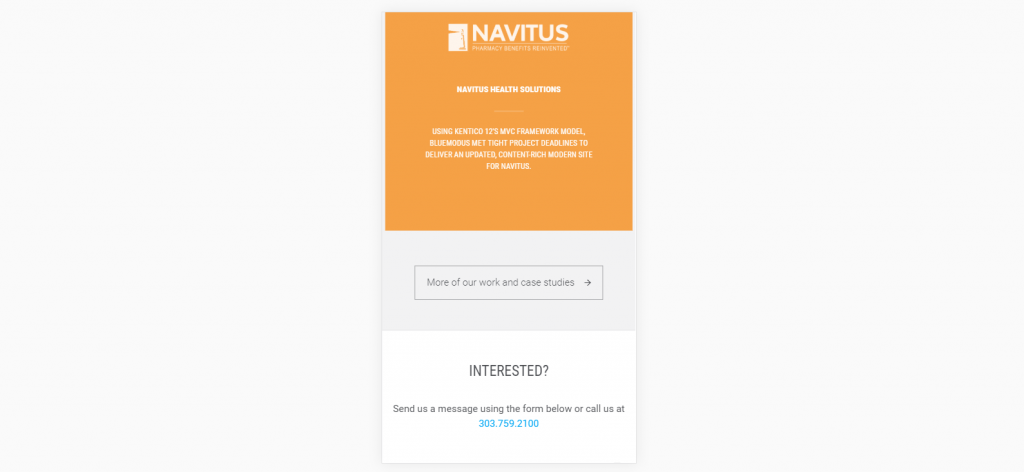 NAVITUS
PHARMACY BENEFITS REINVENTED
NAVITUS HEALTH SOLUTIONS
USING KENTICO 12'S MVC FRAMEWORK MODEL,
BLUEMODUS MET TIGHT PROJECT DEADLINES TO
DELIVER AN UPDATED, CONTENT-RICH MODERN SITE
FOR NAVITUS.
More of our work and case studies →
INTERESTED?
Send us a message using the form below or call us at
303.759.2100